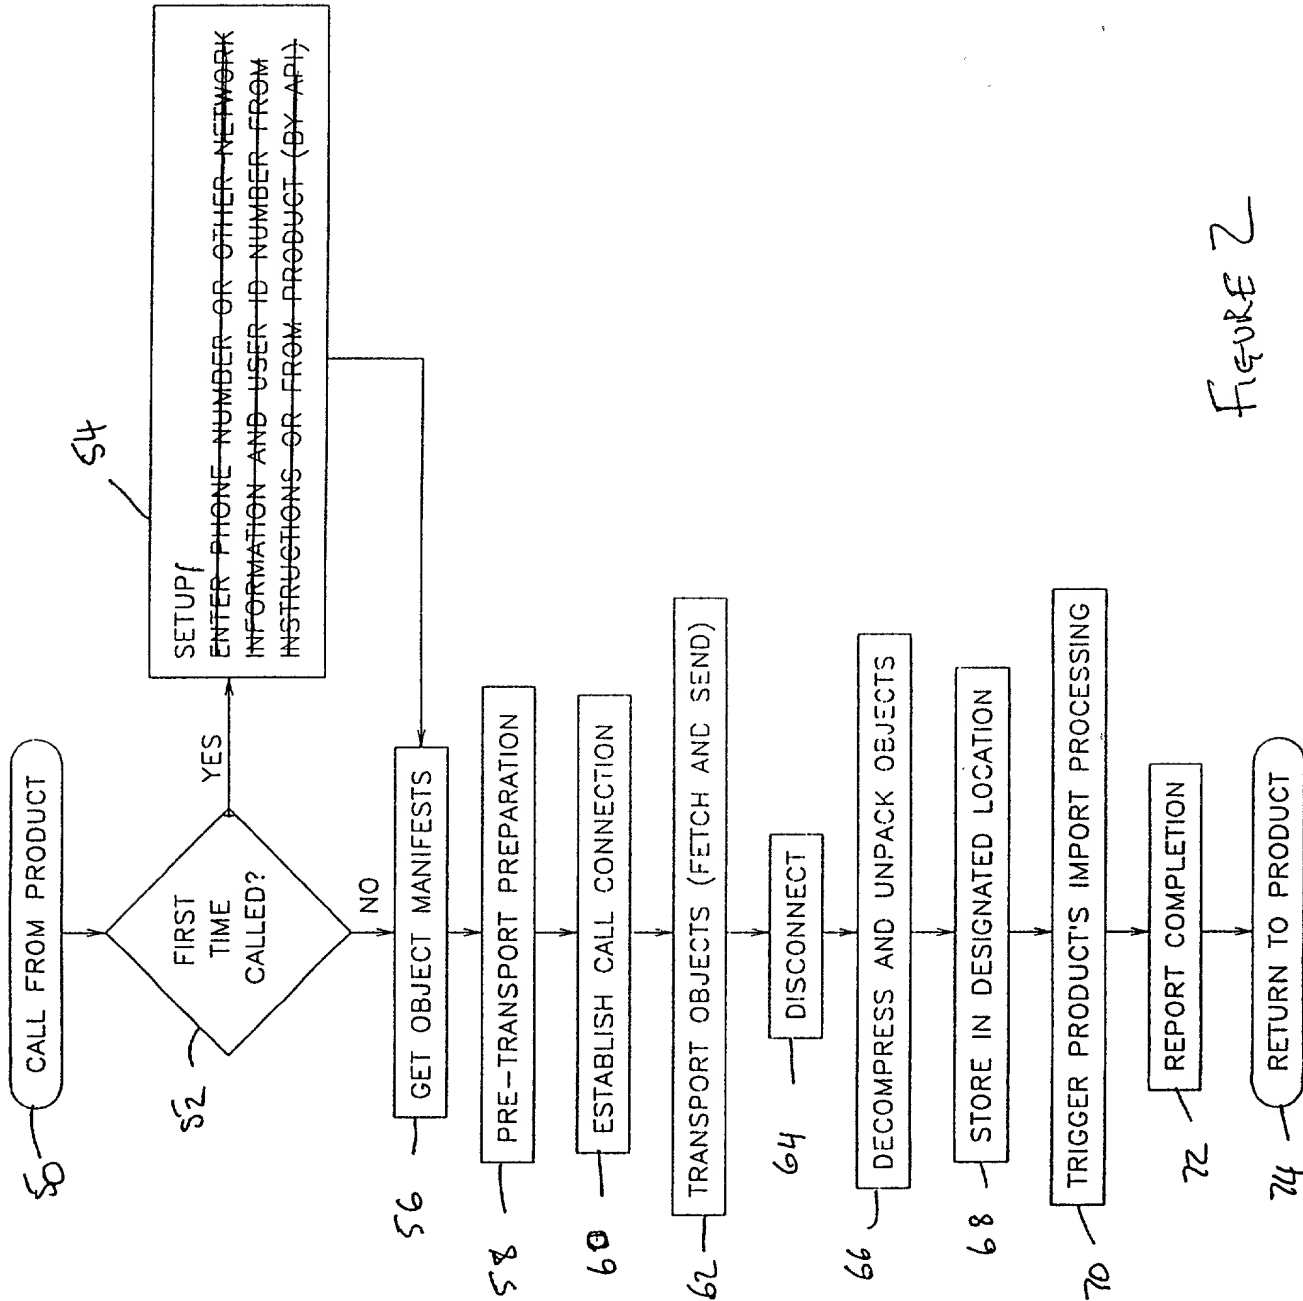 50
CALL FROM PRODUCT
52
FIRST
TIME
CALLED?
YES
NO
54
SETUP
ENTER PHONE NUMBER OR OTHER NETWORK
INFORMATION AND USER ID NUMBER FROM
INSTRUCTIONS OR FROM PRODUCT (BY API)
56
GET OBJECT MANIFESTS
58
PRE-TRANSPORT PREPARATION
60
ESTABLISH CALL CONNECTION
62
TRANSPORT OBJECTS (FETCH AND SEND)
64
DISCONNECT
66
DECOMPRESS AND UNPACK OBJECTS
68
STORE IN DESIGNATED LOCATION
70
TRIGGER PRODUCT'S IMPORT PROCESSING
72
REPORT COMPLETION
74
RETURN TO PRODUCT
FIGURE 2